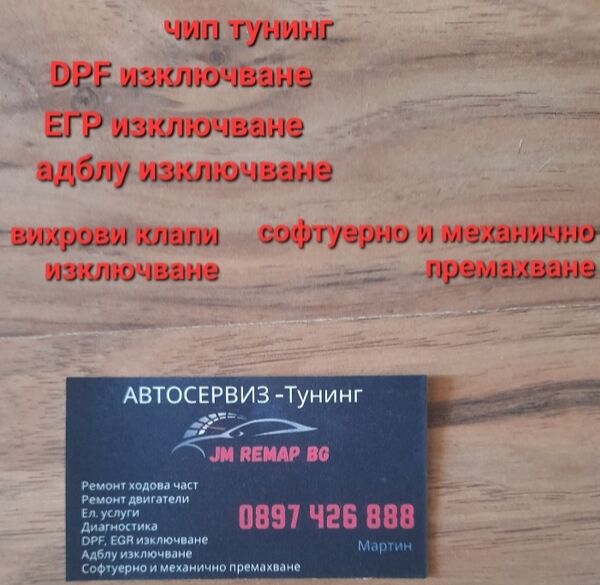 чип тунинг
DPF изключване
ЕГР изключване
адблу изключване
вихрови клапи
изключване
софтуерно и механично
премахване
АВТОСЕРВИЗ -Тунинг
JM REMAP BG
Ремонт ходова част
Ремонт двигатели
Ел. услуги
Диагностика
DPF, EGR изключване
Адблу изключване
Софтуерно и механично премахване
0897 426 888
Мартин